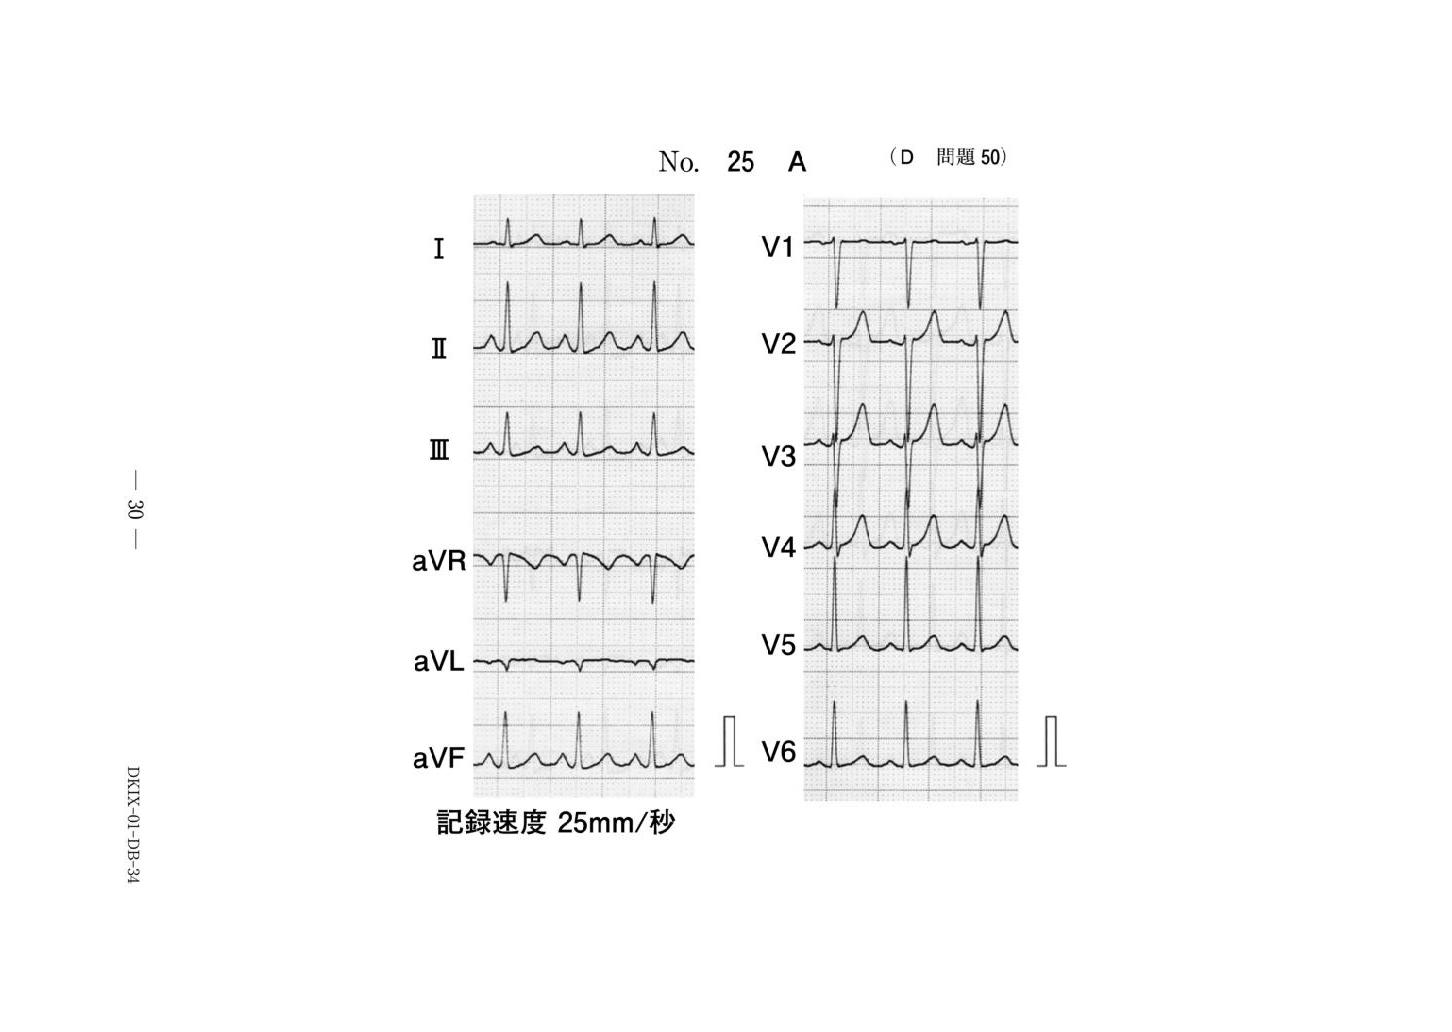 No. 25 A
(D 問題 50)
I
II
III
aVR
aVL
aVF
記録速度 25mm/秒
V1
V2
V3
V4
V5
V6
— 30 —
DKIX-01-DB-34